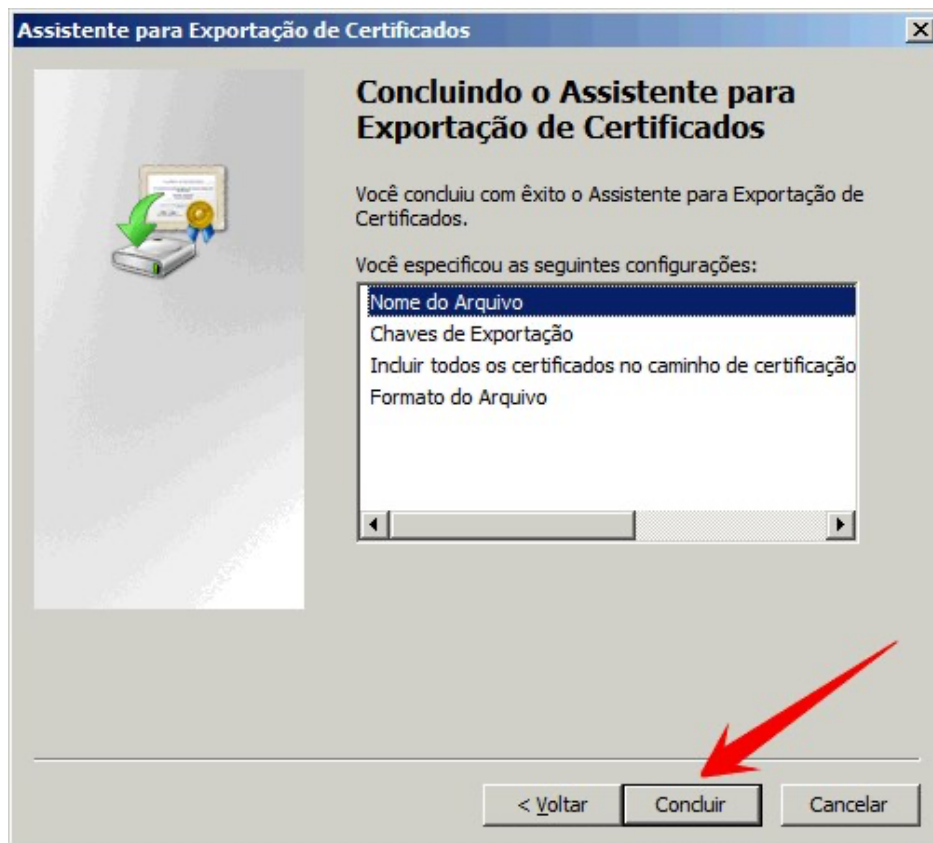 Assistente para Exportação de Certificados
Concluindo o Assistente para
Exportação de Certificados
Você concluiu com êxito o Assistente para Exportação de
Certificados.
Você especificou as seguintes configurações:
Nome do Arquivo
Chaves de Exportação
Incluir todos os certificados no caminho de certificação
Formato do Arquivo
< Voltar
Concluir
Cancelar